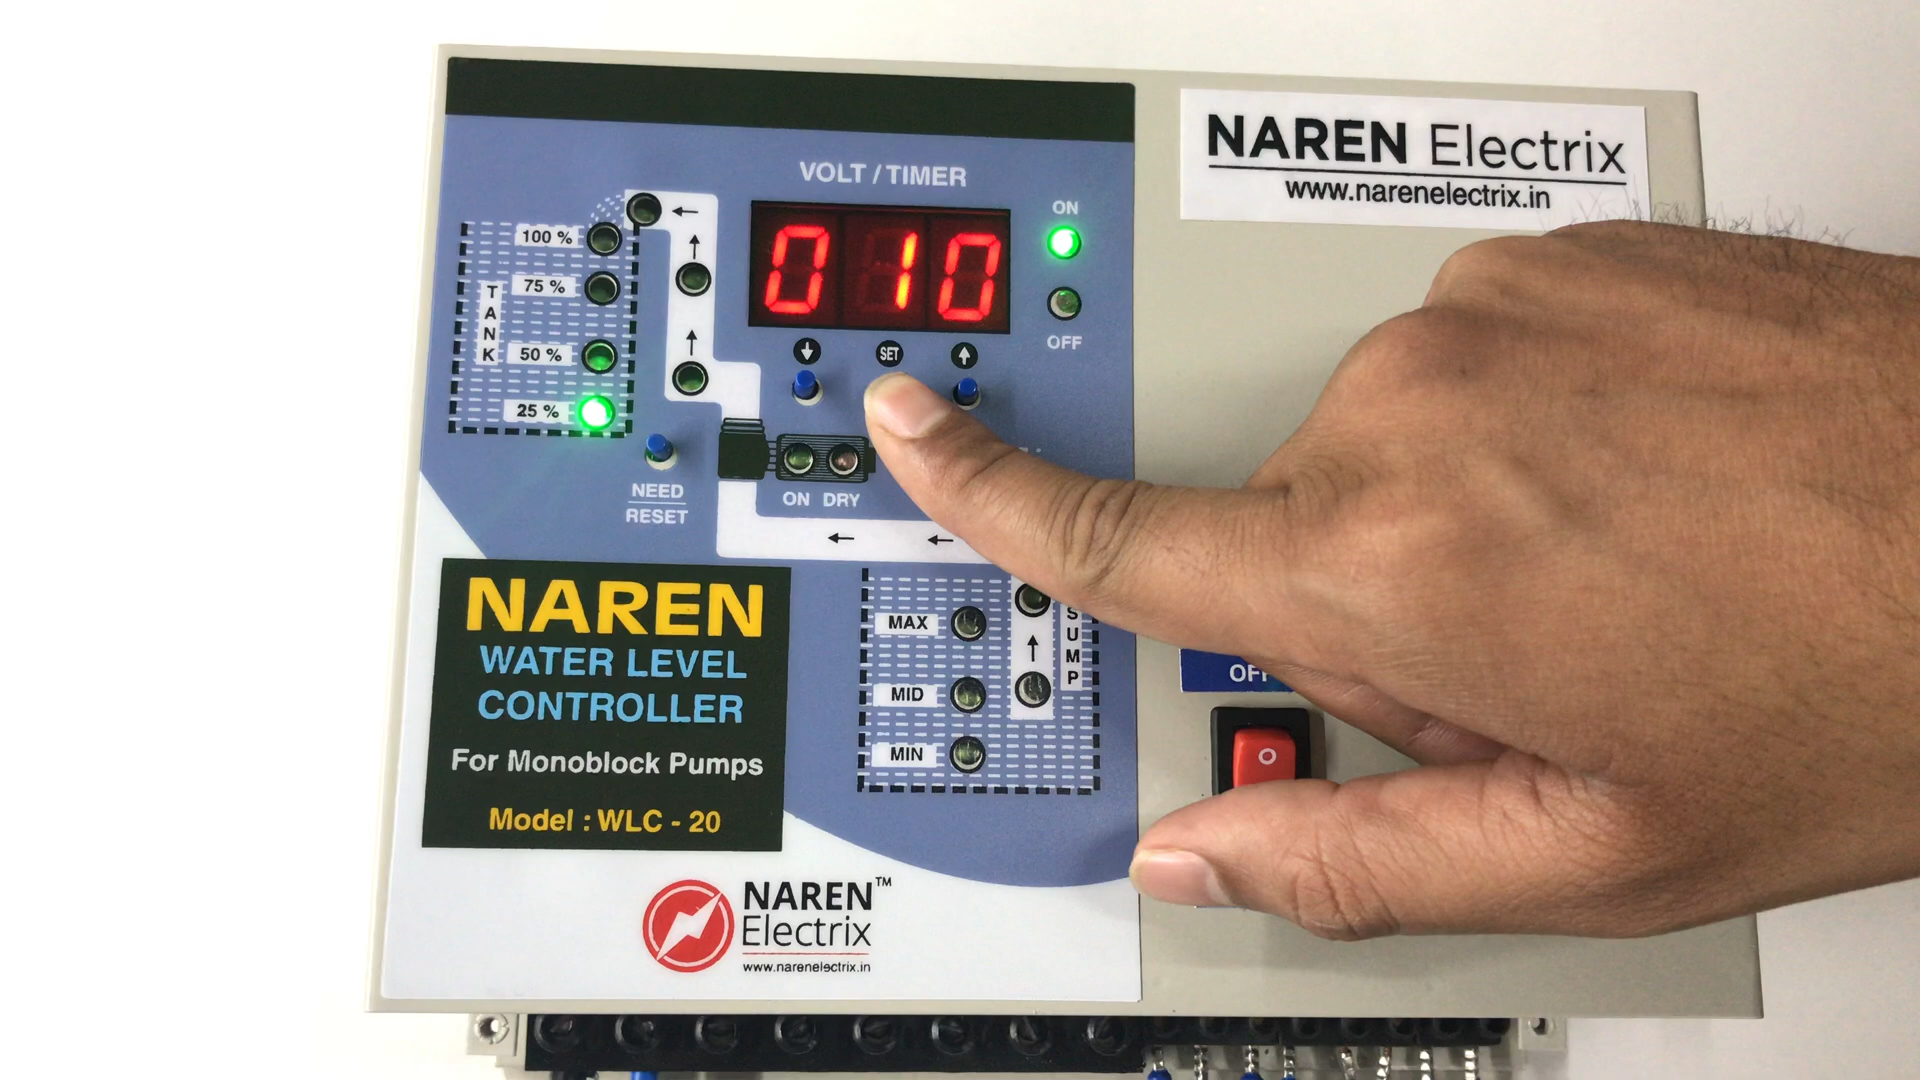 VOLT / TIMER
010
ON
OFF
SET
100 %
75 %
50 %
25 %
TANK
NEED
RESET
ON DRY
MAX
MID
MIN
SUMP
NAREN
WATER LEVEL
CONTROLLER
For Monoblock Pumps
Model : WLC - 20
NAREN™
Electrix
www.narenelectrix.in
NAREN Electrix
www.narenelectrix.in
OFF
O